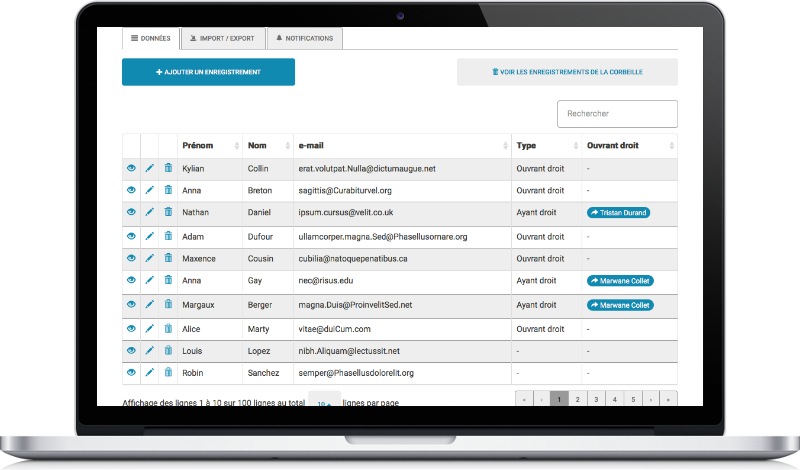 DONNÉES IMPORT / EXPORT NOTIFICATIONS
AJOUTER UN ENREGISTREMENT VOIR LES ENREGISTREMENTS DE LA CORBEILLE
Rechercher
Prénom Nom e-mail Type Ouvrant droit
Kylian Collin erat.volutpat.Nulla@dictumaugue.net Ouvrant droit -
Anna Breton sagittis@Curabiturvel.org Ouvrant droit -
Nathan Daniel ipsum.cursus@velit.co.uk Ayant droit Tristan Durand
Adam Dufour ullamcorper.magna.Sed@Phasellusornare.org Ouvrant droit -
Maxence Cousin cubilia@natoquepenatibus.ca Ouvrant droit -
Anna Gay nec@risus.edu Ayant droit Marwane Collet
Margaux Berger magna.Duis@ProinvelitSed.net Ayant droit Marwane Collet
Alice Marty vitae@duiCum.com Ouvrant droit -
Louis Lopez nibh.Aliquam@lectussit.net - -
Robin Sanchez semper@Phasellusdolorelit.org - -
Affichage des lignes 1 à 10 sur 100 lignes au total 10 lignes par page « ‹ 1 2 3 4 5 › »